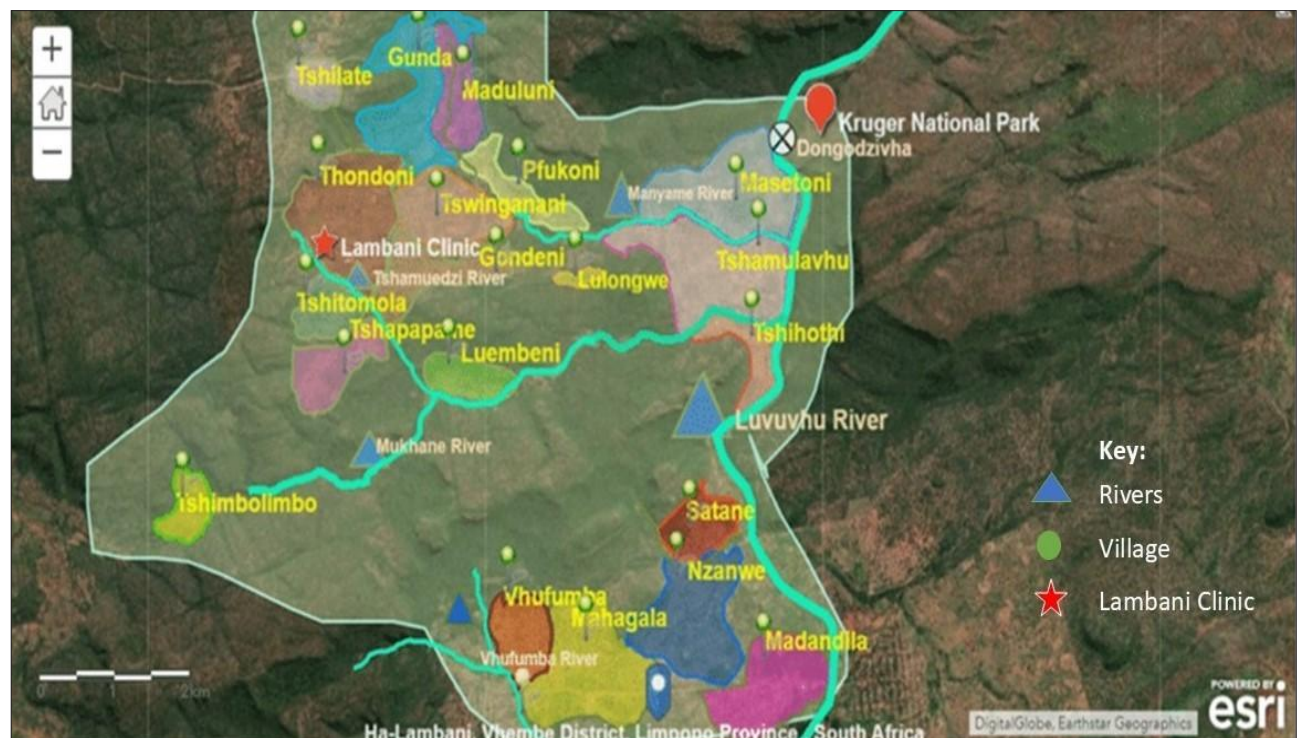 +
−
Gunda
Tshilate
Maduluni
Kruger National Park
Dongodzivha
Pfukoni
Thondoni
Masetoni
Manyame River
Tswinganani
Lambani Clinic
Gondeni
Tshamulavhu
Tshamuedzi River
Lulongwe
Tshitomola
Tshapapame
Tshihothi
Luembeni
Luvuvhu River
Mukhane River
Key:
Rivers
Tshimbolimbo
Satane
Village
Nzanwe
Vhufumba
Lambani Clinic
Mahagala
Madandila
Vhufumba River
0 1 2km
POWERED BY
esri
DigitalGlobe, Earthstar Geographics
Ha-Lambani, Vhembe District, Limpopo Province, South Africa